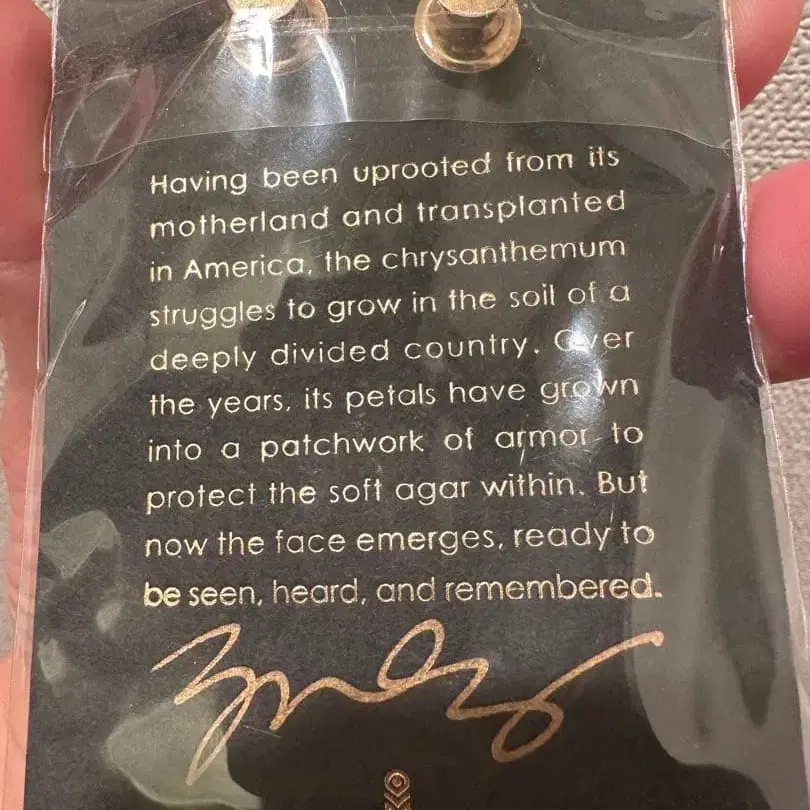 Having been uprooted from its
motherland and transplanted
in America, the chrysanthemum
struggles to grow in the soil of a
deeply divided country. Over
the years, its petals have grown
into a patchwork of armor to
protect the soft agar within. But
now the face emerges, ready to
be seen, heard, and remembered.